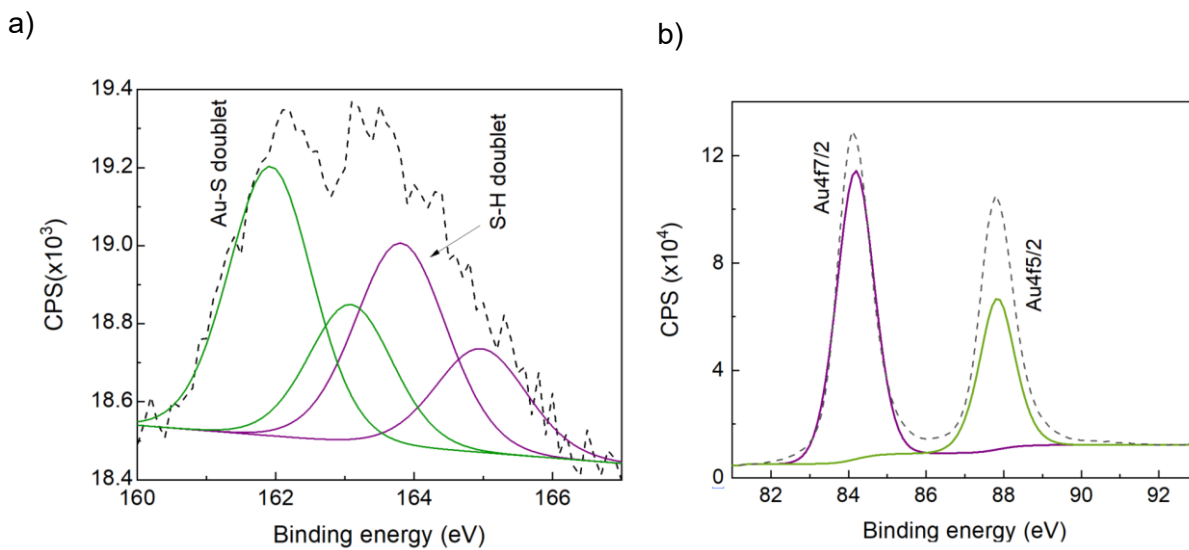 a)
19.4
19.2
19.0
18.8
18.6
18.4
CPS(x10³)
Au-S doublet
S-H doublet
160 162 164 166
Binding energy (eV)
b)
12
8
4
0
CPS (x10⁴)
Au4f7/2
Au4f5/2
82 84 86 88 90 92
Binding energy (eV)